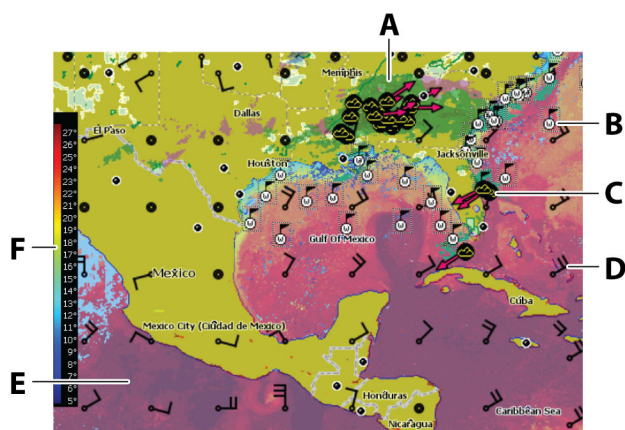 A
Memphis
Dallas
B
27°
El Paso
26°
25°
Jacksonville
24°
Houston
23°
22°
C
21°
20°
19°
18°
F
Gulf Of Mexico
17°
16°
D
15°
México
14°
13°
Cuba
12°
11°
Mexico City (Ciudad de Mexico)
10°
9°
8°
E
7°
6°
Honduras
5°
Caribbean Sea
Nicaragua